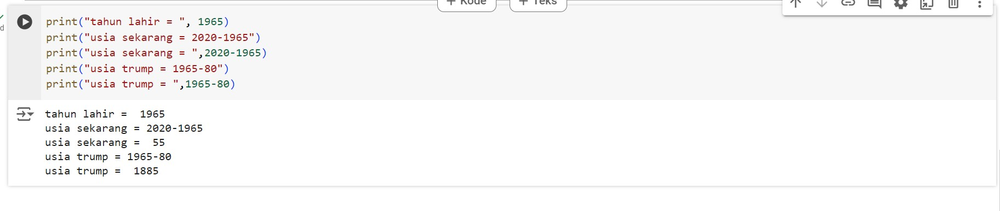 + Kode + Teks
d
print("tahun lahir = ", 1965)
print("usia sekarang = 2020-1965")
print("usia sekarang = ",2020-1965)
print("usia trump = 1965-80")
print("usia trump = ",1965-80)
tahun lahir =  1965
usia sekarang = 2020-1965
usia sekarang =  55
usia trump = 1965-80
usia trump =  1885